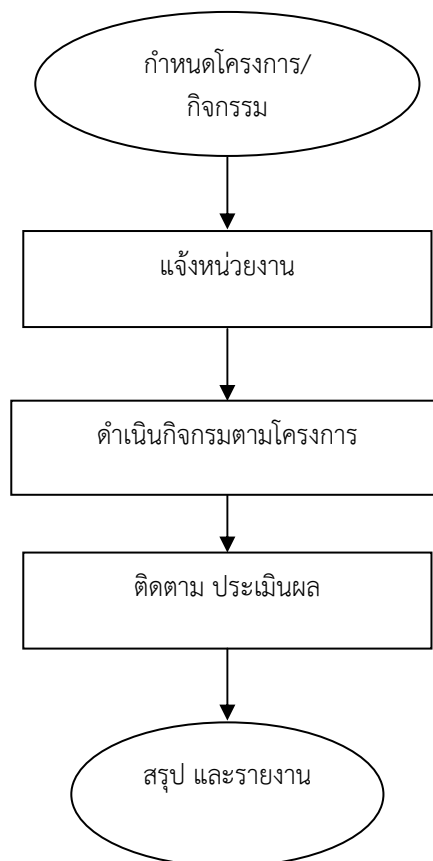 กำหนดโครงการ/
กิจกรรม
แจ้งหน่วยงาน
ดำเนินกิจกรมตามโครงการ
ติดตาม ประเมินผล
สรุป และรายงาน